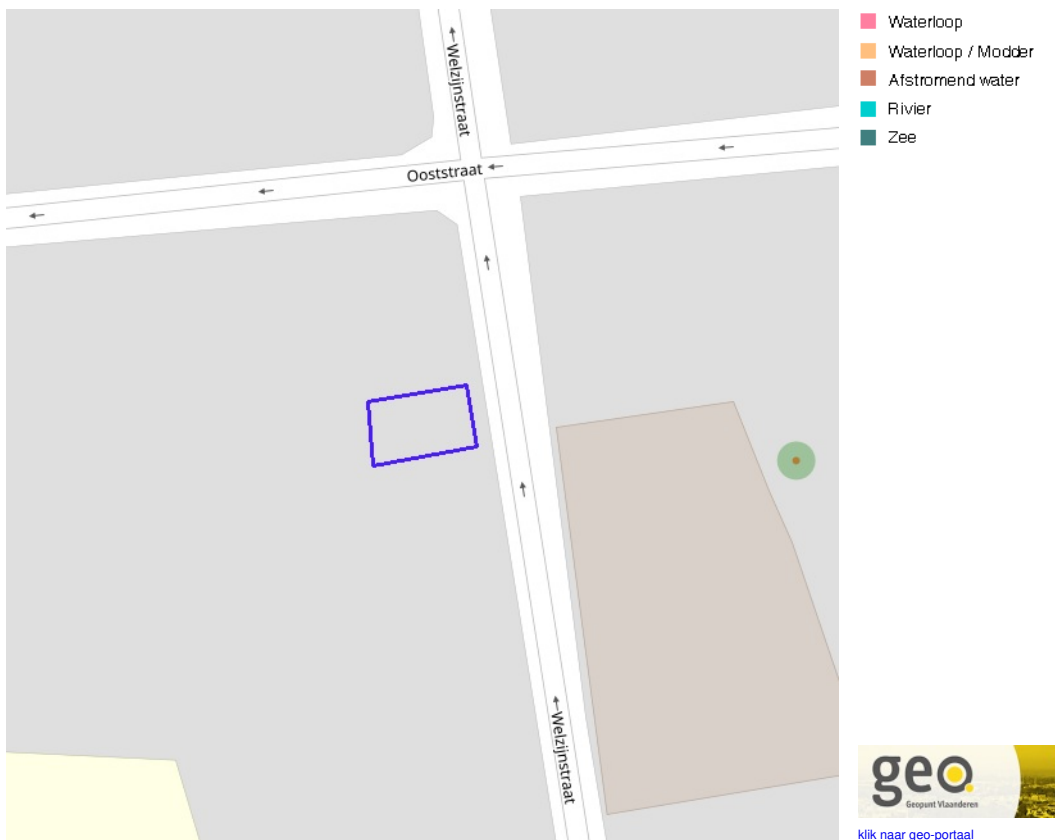 Welzijnstraat
Ooststraat
Welzijnstraat
Waterloop
Waterloop / Modder
Afstromend water
Rivier
Zee
geo
Geopunt Vlaanderen
klik naar geo-portaal